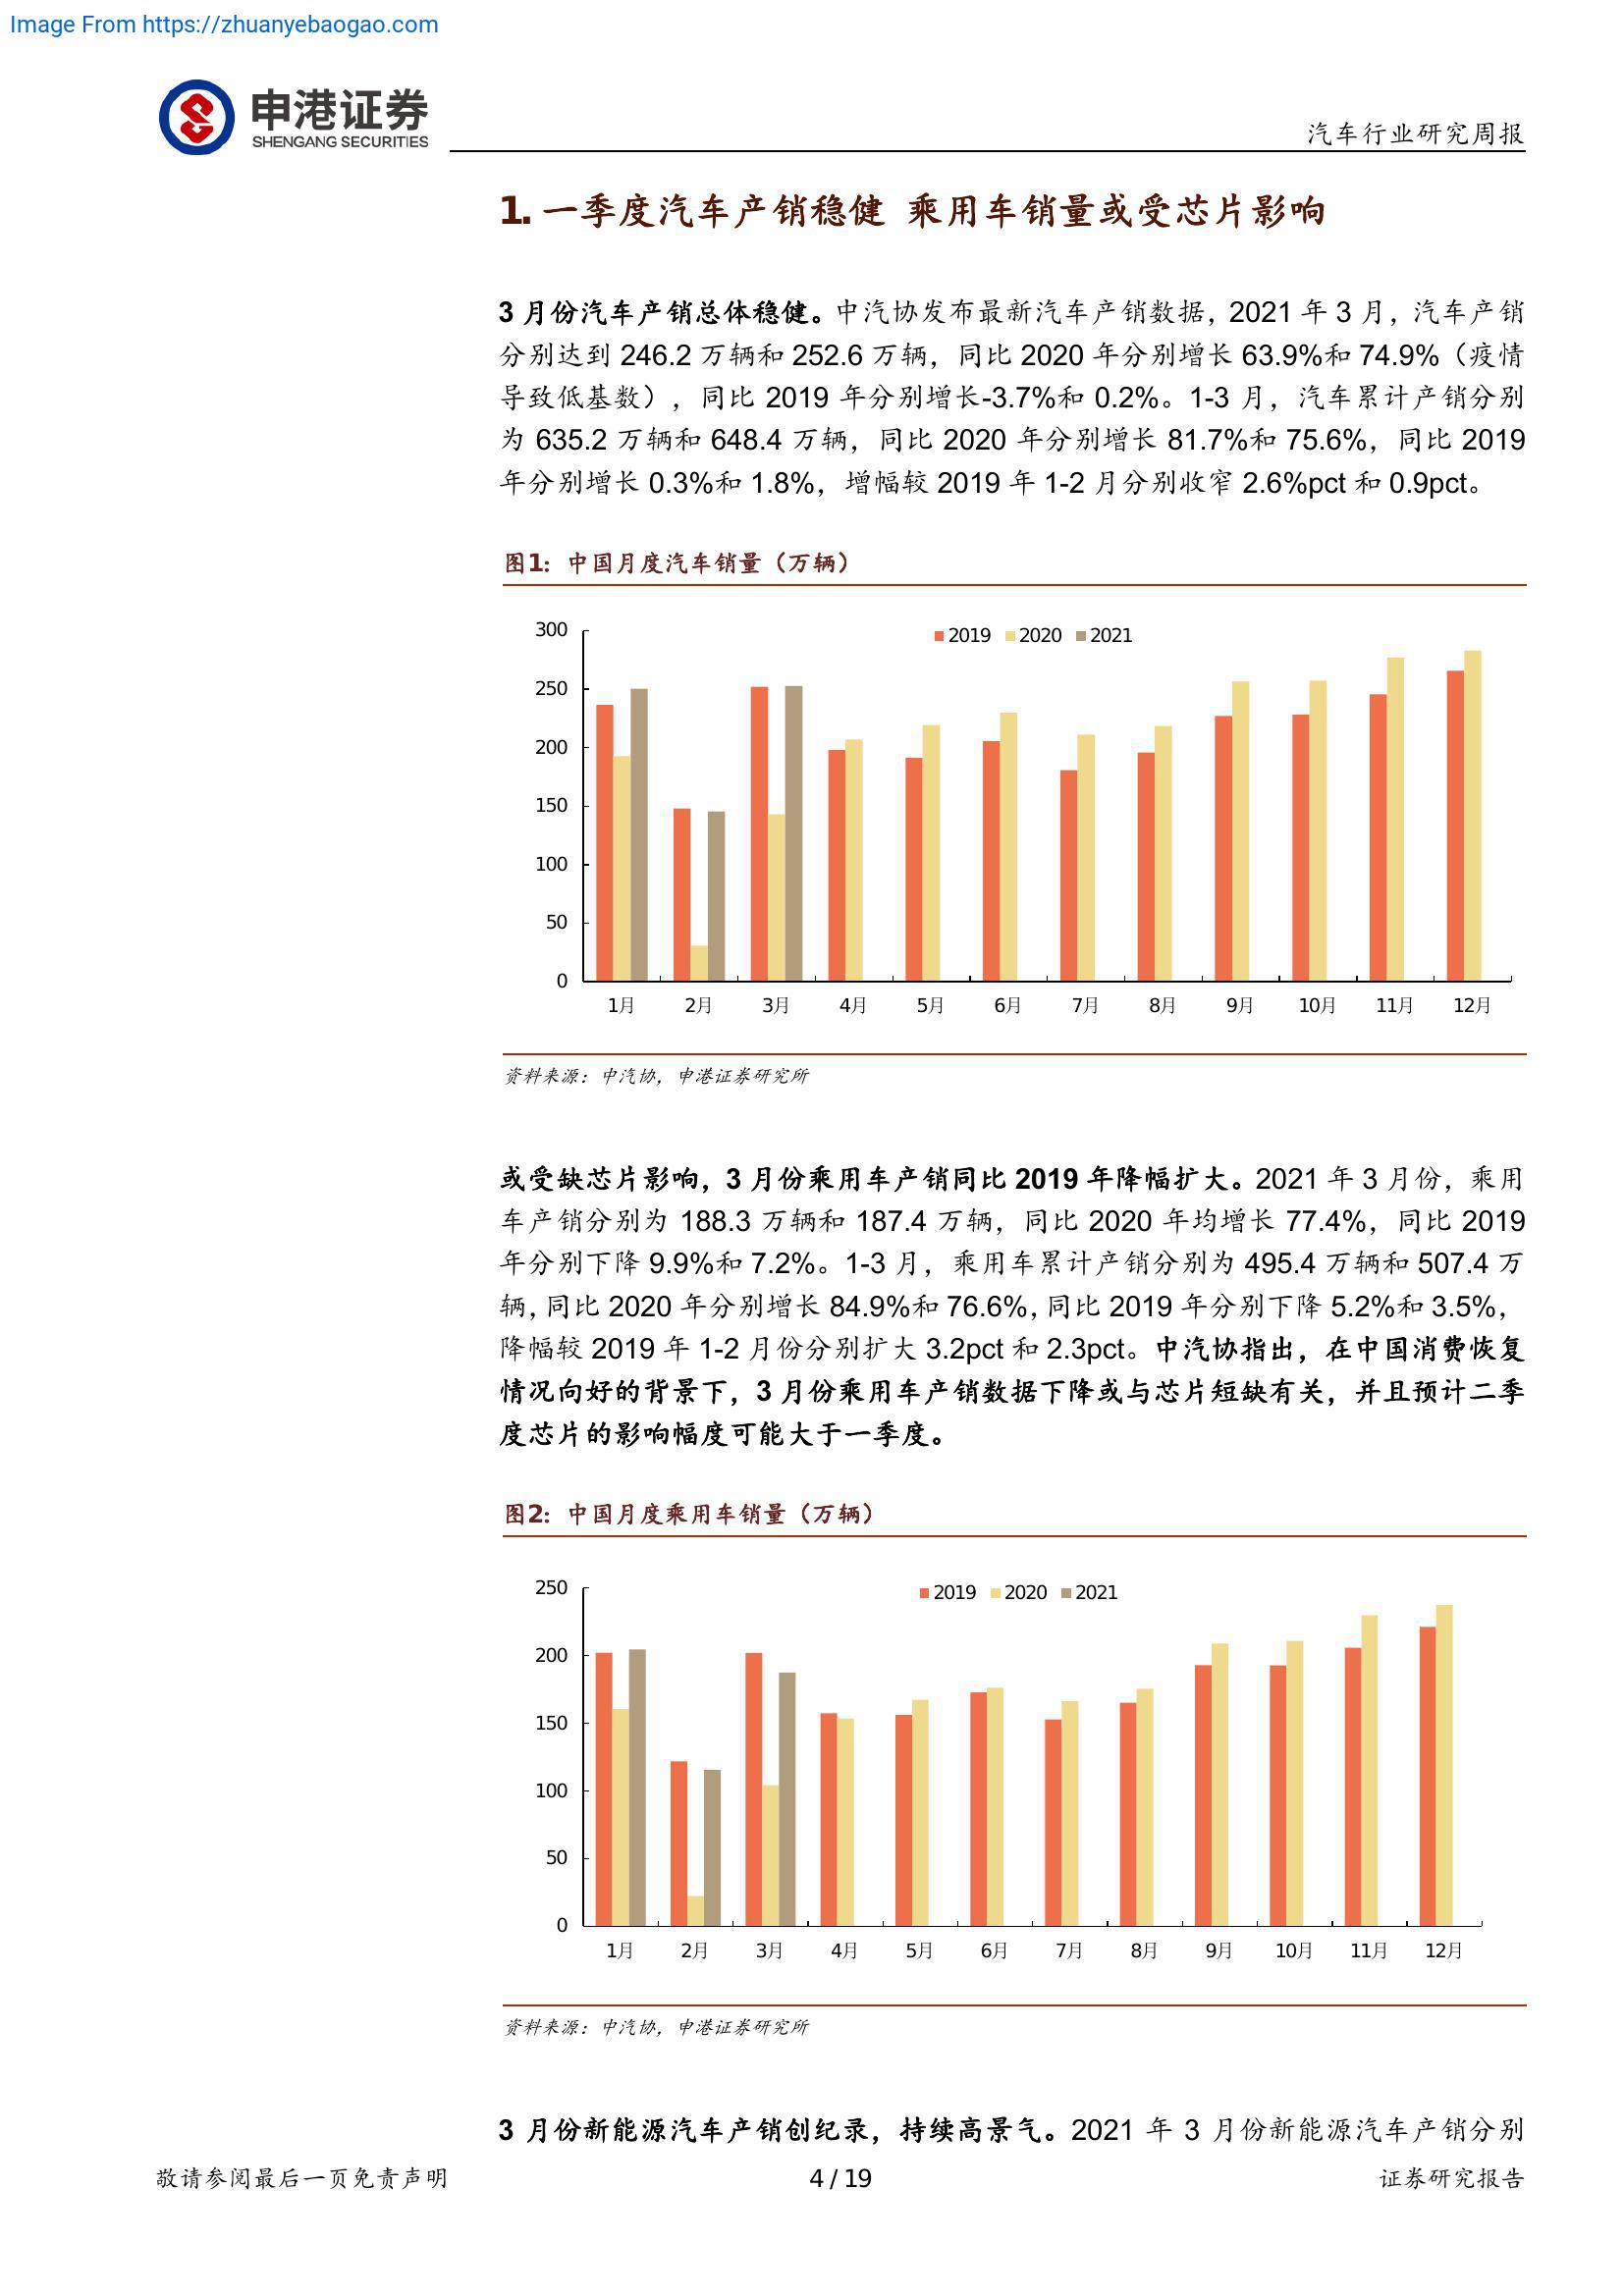 Image From https://zhuanyebaogao.com
申港证券
SHENGANG SECURITIES
汽车行业研究周报
1. 一季度汽车产销稳健 乘用车销量或受芯片影响
3 月份汽车产销总体稳健。中汽协发布最新汽车产销数据，2021 年 3 月，汽车产销
分别达到 246.2 万辆和 252.6 万辆，同比 2020 年分别增长 63.9%和 74.9%（疫情
导致低基数），同比 2019 年分别增长-3.7%和 0.2%。1-3 月，汽车累计产销分别
为 635.2 万辆和 648.4 万辆，同比 2020 年分别增长 81.7%和 75.6%，同比 2019
年分别增长 0.3%和 1.8%，增幅较 2019 年 1-2 月分别收窄 2.6%pct 和 0.9pct。
图1：中国月度汽车销量（万辆）
2019 2020 2021
300
250
200
150
100
50
0
1月 2月 3月 4月 5月 6月 7月 8月 9月 10月 11月 12月
资料来源：中汽协，申港证券研究所
或受缺芯片影响，3 月份乘用车产销同比 2019 年降幅扩大。2021 年 3 月份，乘用
车产销分别为 188.3 万辆和 187.4 万辆，同比 2020 年均增长 77.4%，同比 2019
年分别下降 9.9%和 7.2%。1-3 月，乘用车累计产销分别为 495.4 万辆和 507.4 万
辆，同比 2020 年分别增长 84.9%和 76.6%，同比 2019 年分别下降 5.2%和 3.5%，
降幅较 2019 年 1-2 月份分别扩大 3.2pct 和 2.3pct。中汽协指出，在中国消费恢复
情况向好的背景下，3 月份乘用车产销数据下降或与芯片短缺有关，并且预计二季
度芯片的影响幅度可能大于一季度。
图2：中国月度乘用车销量（万辆）
2019 2020 2021
250
200
150
100
50
0
1月 2月 3月 4月 5月 6月 7月 8月 9月 10月 11月 12月
资料来源：中汽协，申港证券研究所
3 月份新能源汽车产销创纪录，持续高景气。2021 年 3 月份新能源汽车产销分别
敬请参阅最后一页免责声明
4 / 19
证券研究报告